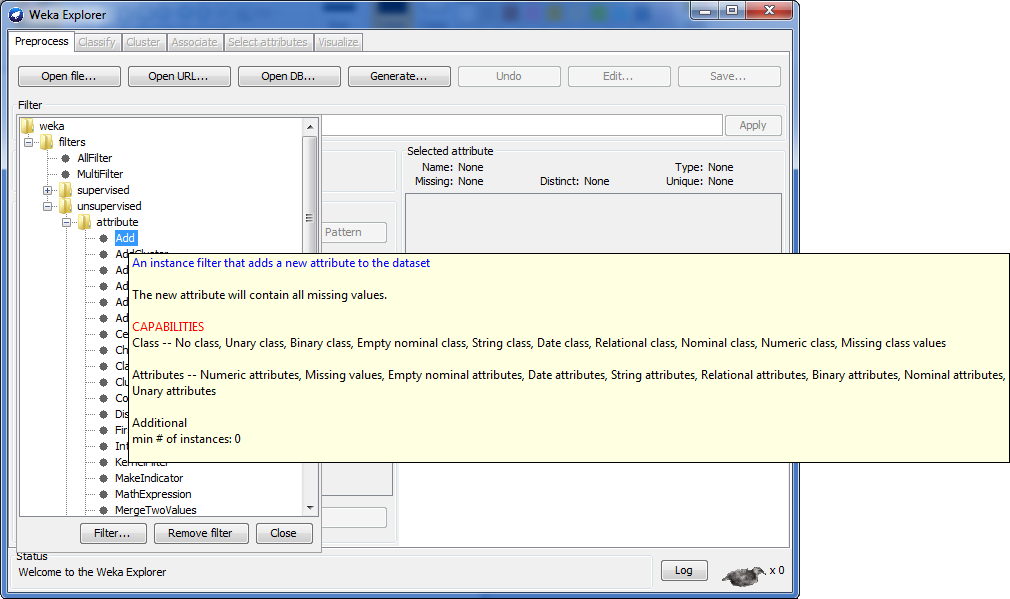 Weka Explorer
Preprocess Classify Cluster Associate Select attributes Visualize
Open file... Open URL... Open DB... Generate... Undo Edit... Save...
Filter
Apply
weka
filters
AllFilter
MultiFilter
supervised
unsupervised
attribute
Add
Selected attribute
Name: None Type: None
Missing: None Distinct: None Unique: None
Pattern
An instance filter that adds a new attribute to the dataset
The new attribute will contain all missing values.
CAPABILITIES
Class -- No class, Unary class, Binary class, Empty nominal class, String class, Date class, Relational class, Nominal class, Numeric class, Missing class values
Attributes -- Numeric attributes, Missing values, Empty nominal attributes, Date attributes, String attributes, Relational attributes, Binary attributes, Nominal attributes,
Unary attributes
Additional
min # of instances: 0
Ad
Ad
Ad
Ad
Ce
Ch
Cla
Clu
Co
Dis
Fir
Int
KernelFilter
MakeIndicator
MathExpression
MergeTwoValues
Filter... Remove filter Close
Status
Welcome to the Weka Explorer
Log x 0